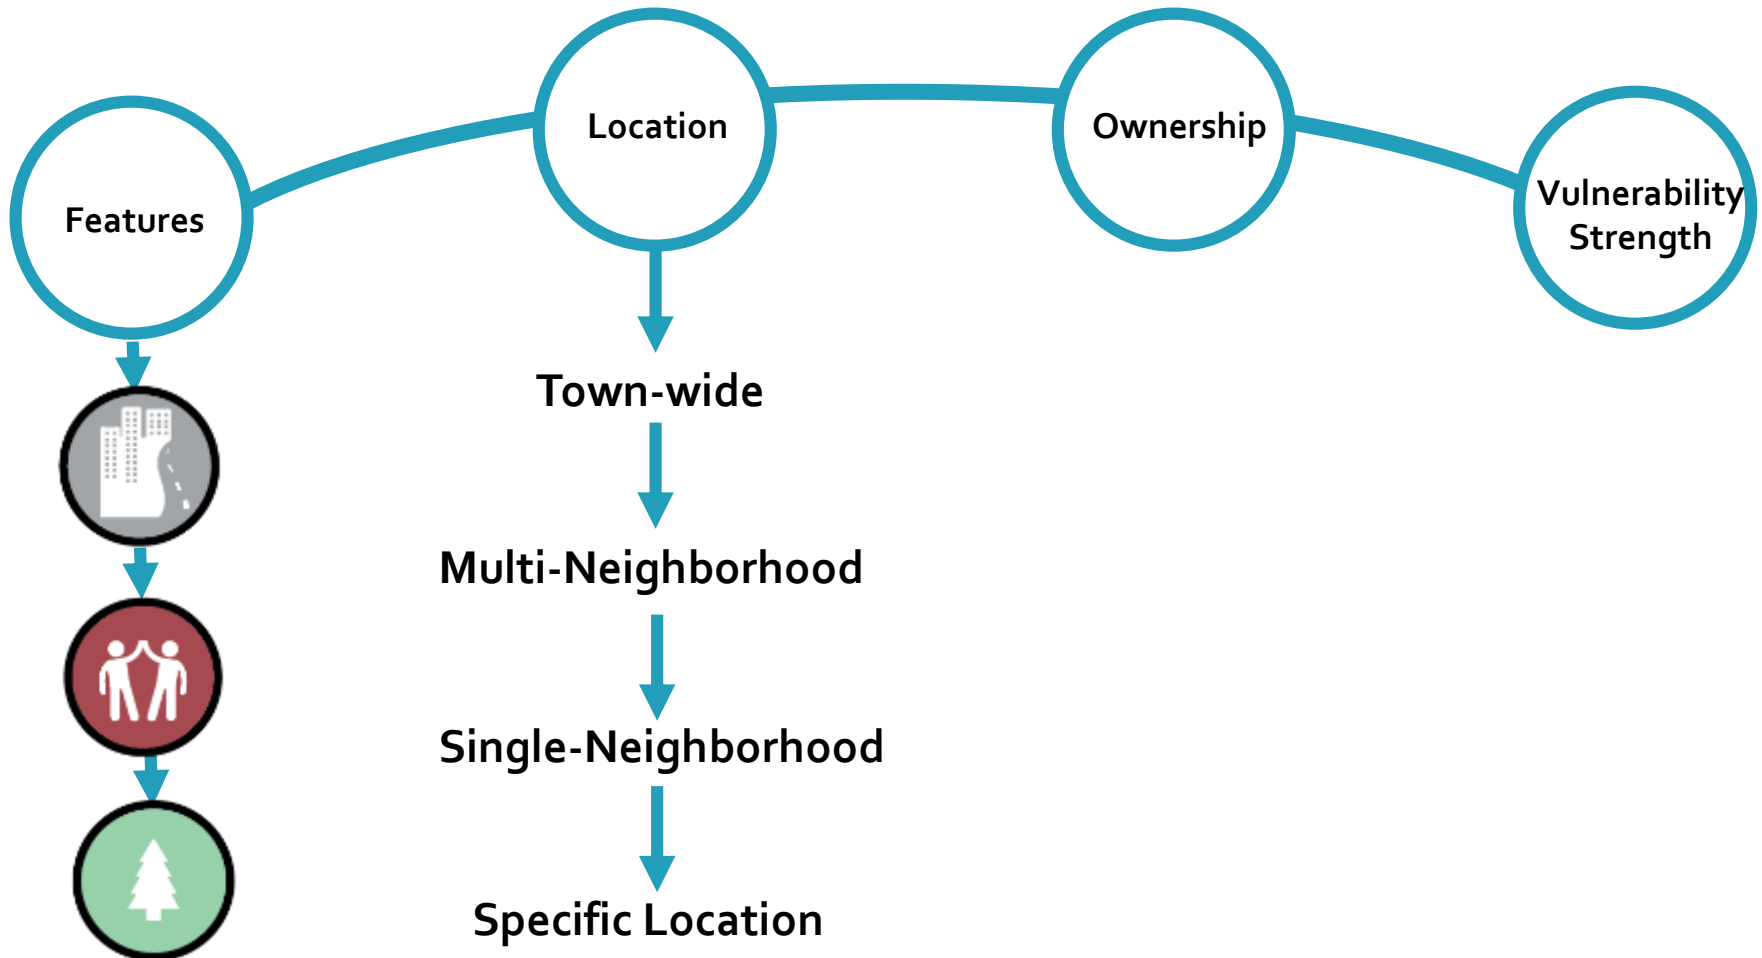 Features
Location
Ownership
Vulnerability
Strength
Town-wide
Multi-Neighborhood
Single-Neighborhood
Specific Location